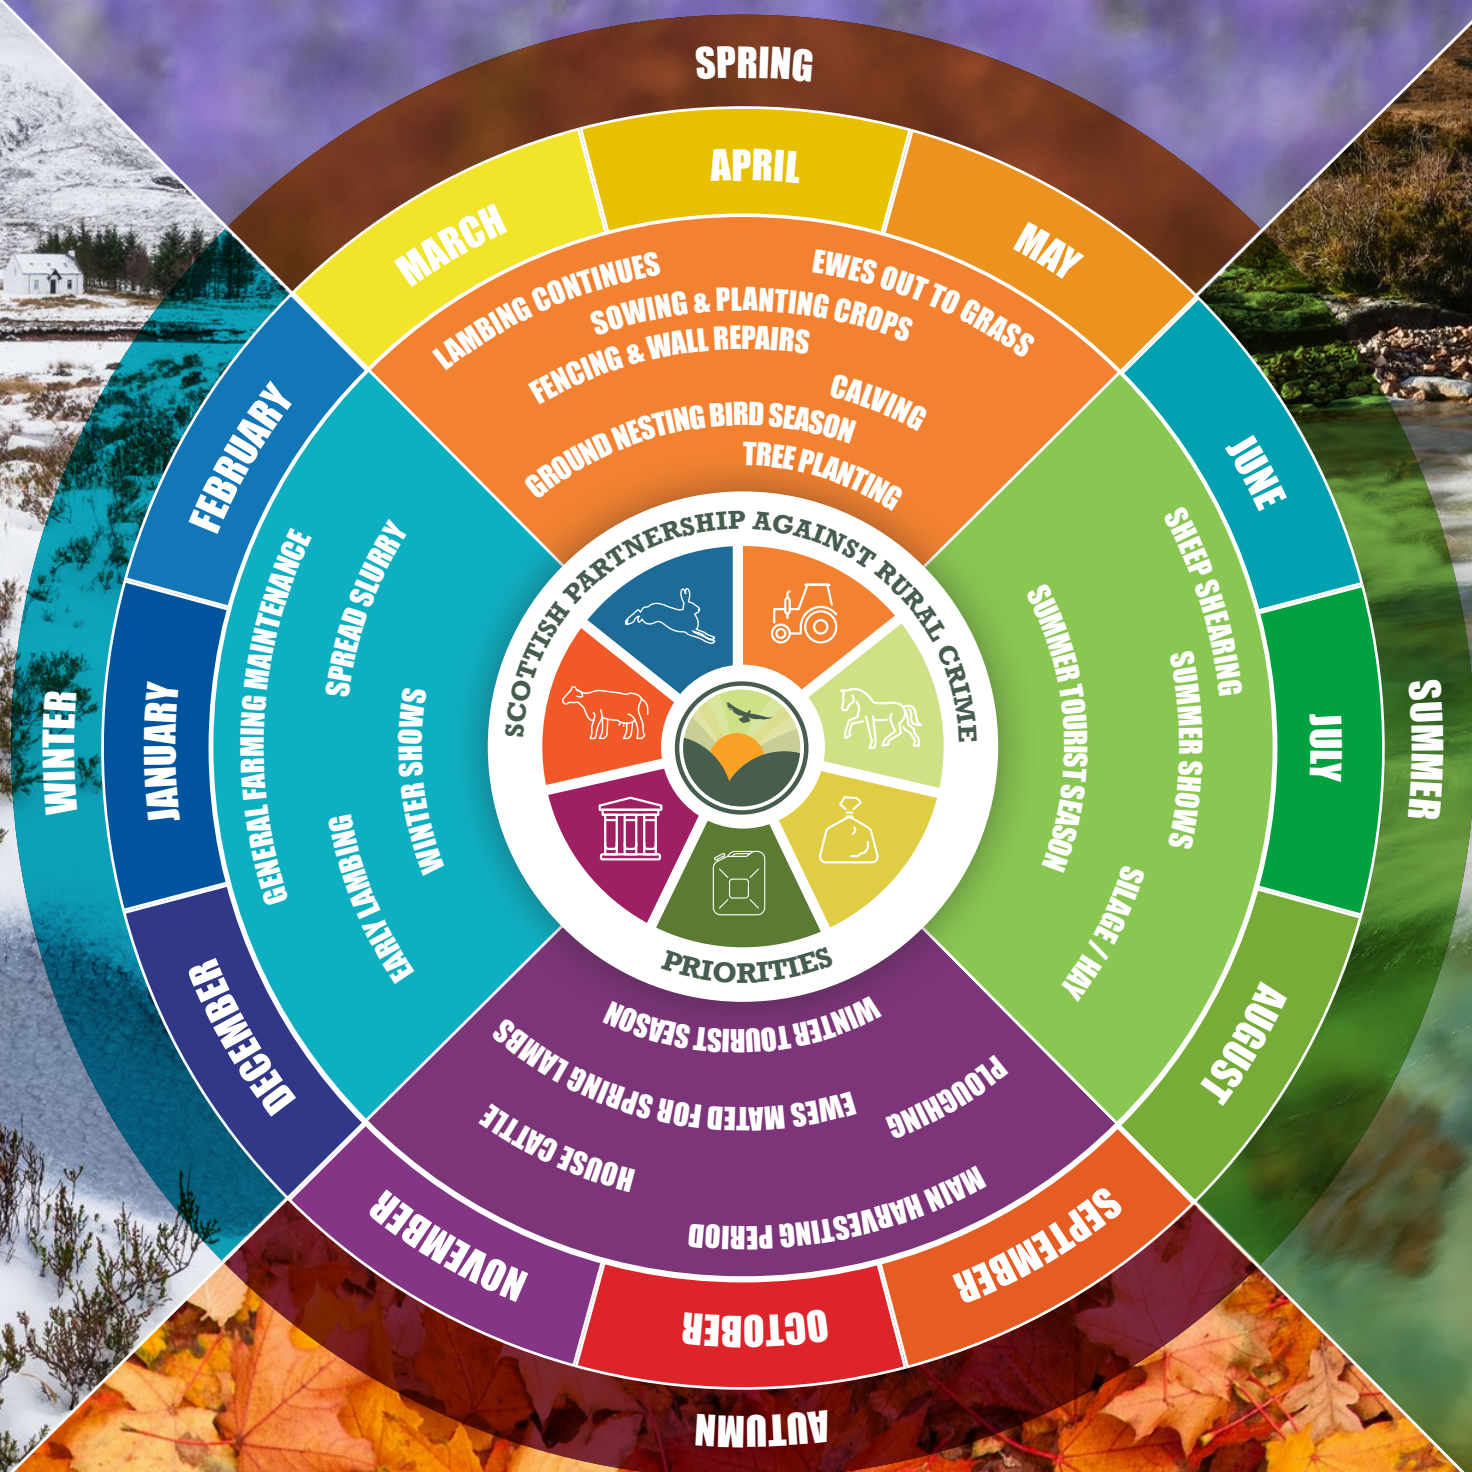 SPRING
MARCH
APRIL
MAY
LAMBING CONTINUES
EWES OUT TO GRASS
SOWING & PLANTING CROPS
FENCING & WALL REPAIRS
CALVING
GROUND NESTING BIRD SEASON
TREE PLANTING
SUMMER
JUNE
JULY
AUGUST
SHEEP SHEARING
SUMMER TOURIST SEASON
SUMMER SHOWS
SILAGE / HAY
AUTUMN
SEPTEMBER
OCTOBER
NOVEMBER
WINTER TOURIST SEASON
PLOUGHING
EWES MATED FOR SPRING LAMBS
HOUSE CATTLE
MAIN HARVESTING PERIOD
WINTER
DECEMBER
JANUARY
FEBRUARY
GENERAL FARMING MAINTENANCE
SPREAD SLURRY
WINTER SHOWS
EARLY LAMBING
SCOTTISH PARTNERSHIP AGAINST RURAL CRIME
PRIORITIES